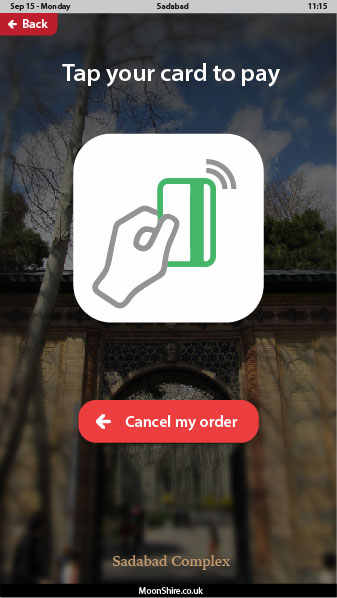 Sep 15 - Monday Sadabad 11:15
Back
Tap your card to pay
Cancel my order
Sadabad Complex
MoonShire.co.uk